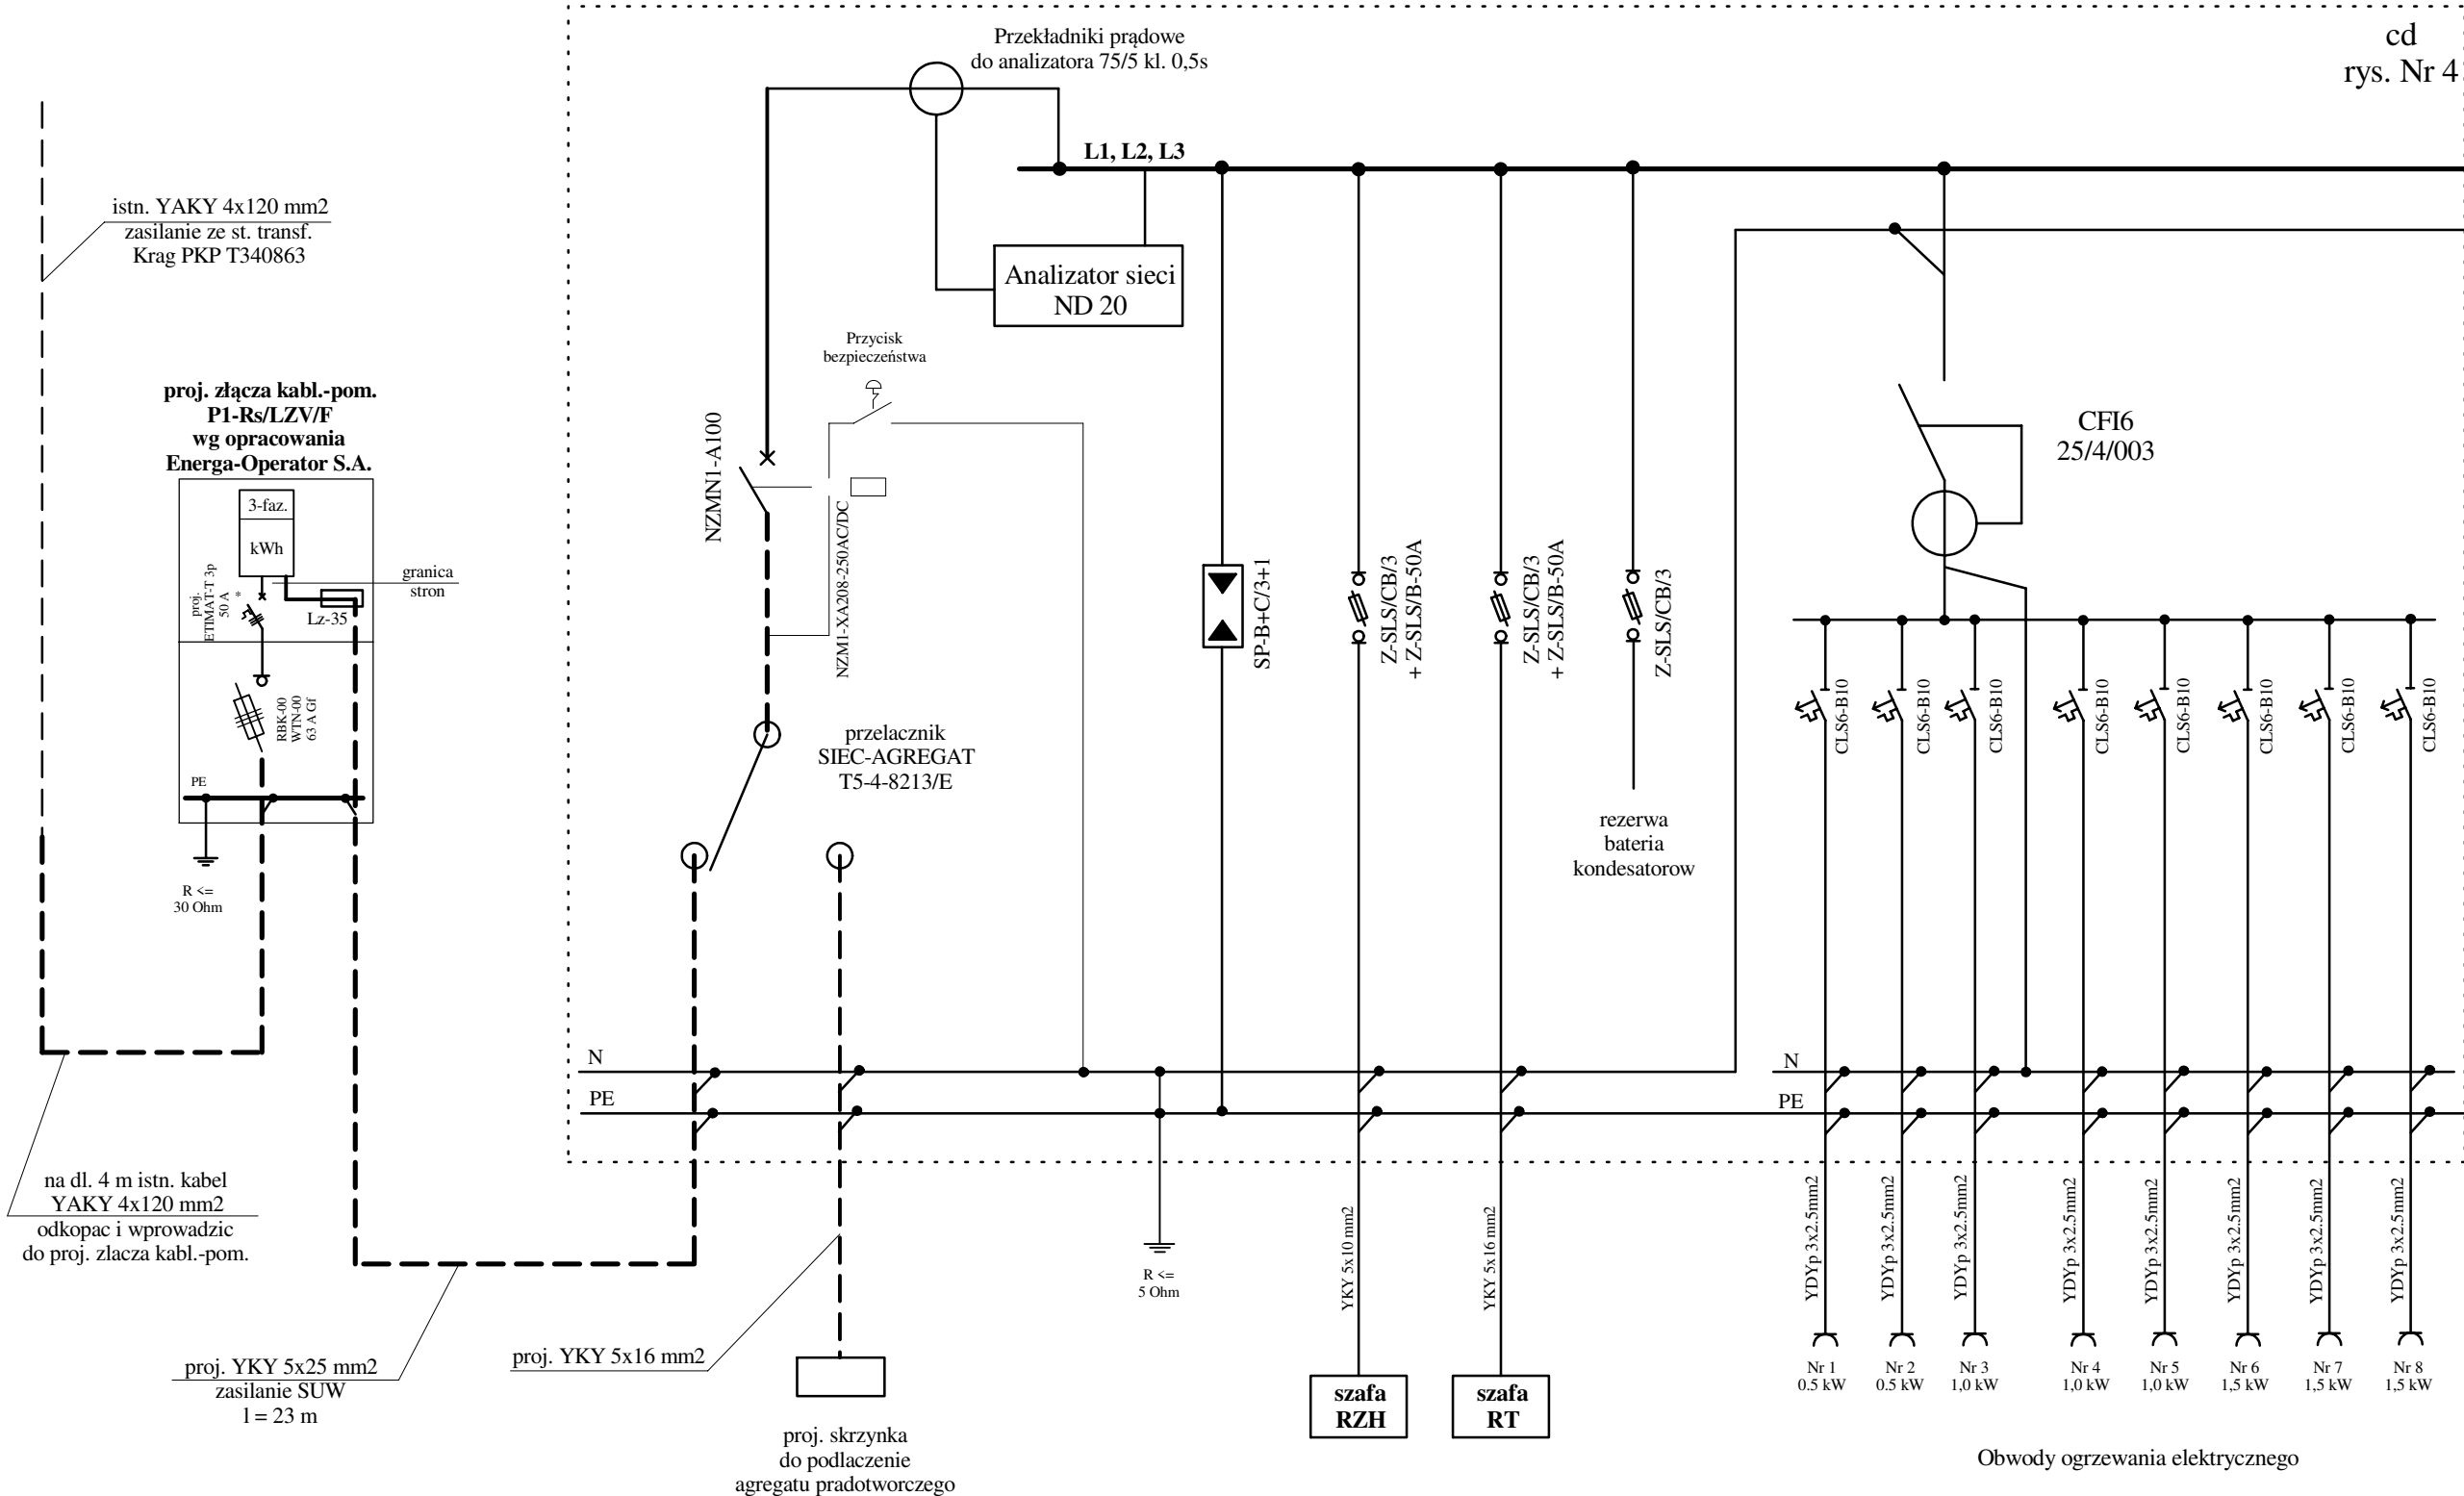 cd
rys. Nr 4
Przekładniki prądowe
do analizatora 75/5 kl. 0,5s
L1, L2, L3
istn. YAKY 4x120 mm2
zasilanie ze st. transf.
Krag PKP T340863
Analizator sieci
ND 20
Przycisk
bezpieczeństwa
proj. złącza kabl.-pom.
P1-Rs/LZV/F
wg opracowania
Energa-Operator S.A.
3-faz.
kWh
granica
stron
proj.
ETIMAT-T 3p
50 A
*
Lz-35
RBK-00
WTN-00
63 A Gf
PE
R <=
30 Ohm
NZMN1-A100
NZM1-XA208-250AC/DC
przelacznik
SIEC-AGREGAT
T5-4-8213/E
SP-B+C/3+1
Z-SLS/CB/3
+ Z-SLS/B-50A
Z-SLS/CB/3
+ Z-SLS/B-50A
Z-SLS/CB/3
rezerwa
bateria
kondesatorow
CFI6
25/4/003
CLS6-B10
CLS6-B10
CLS6-B10
CLS6-B10
CLS6-B10
CLS6-B10
CLS6-B10
CLS6-B10
N
PE
N
PE
na dl. 4 m istn. kabel
YAKY 4x120 mm2
odkopac i wprowadzic
do proj. zlacza kabl.-pom.
proj. YKY 5x25 mm2
zasilanie SUW
l = 23 m
proj. YKY 5x16 mm2
proj. skrzynka
do podlaczenie
agregatu pradotworczego
R <=
5 Ohm
YKY 5x10 mm2
YKY 5x16 mm2
szafa
RZH
szafa
RT
YDYp 3x2.5mm2
YDYp 3x2.5mm2
YDYp 3x2.5mm2
YDYp 3x2.5mm2
YDYp 3x2.5mm2
YDYp 3x2.5mm2
YDYp 3x2.5mm2
YDYp 3x2.5mm2
Nr 1
0.5 kW
Nr 2
0.5 kW
Nr 3
1,0 kW
Nr 4
1,0 kW
Nr 5
1,0 kW
Nr 6
1,5 kW
Nr 7
1,5 kW
Nr 8
1,5 kW
Obwody ogrzewania elektrycznego